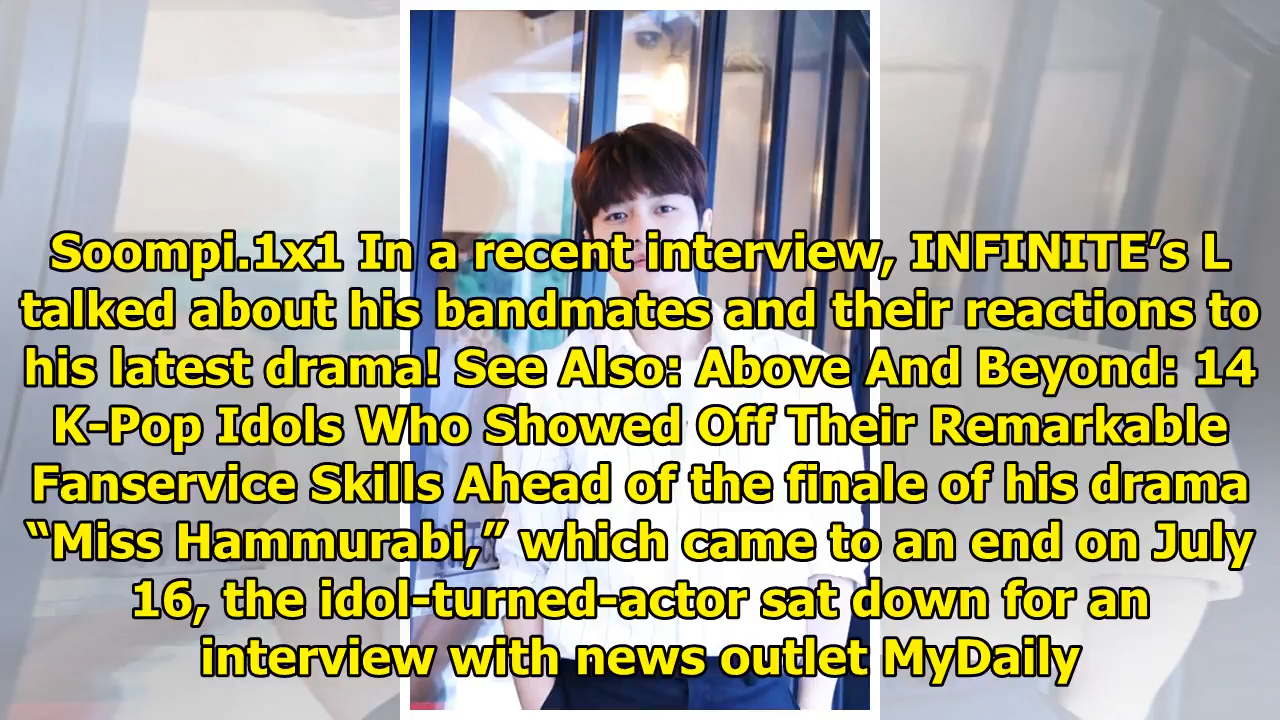 Soompi.1x1 In a recent interview, INFINITE’s L
talked about his bandmates and their reactions to
his latest drama! See Also: Above And Beyond: 14
K-Pop Idols Who Showed Off Their Remarkable
Fanservice Skills Ahead of the finale of his drama
“Miss Hammurabi,” which came to an end on July
16, the idol-turned-actor sat down for an
interview with news outlet MyDaily